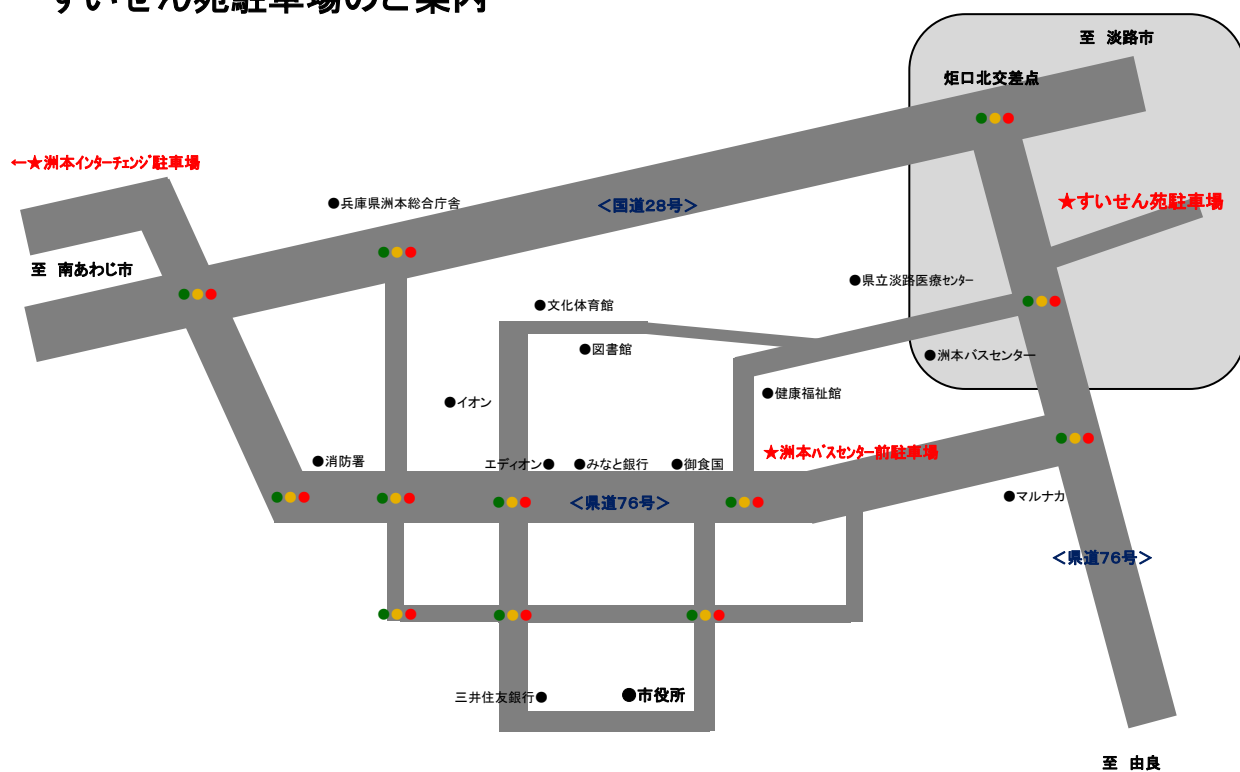 すいせん苑駐車場のご案内
至 淡路市
炬口北交差点
←★洲本インターチェンジ駐車場
★すいせん苑駐車場
●兵庫県洲本総合庁舎
＜国道28号＞
至 南あわじ市
●県立淡路医療センター
●文化体育館
●図書館
●洲本バスセンター
●健康福祉館
●イオン
★洲本バスセンター前駐車場
●消防署
エディオン●
●みなと銀行
●御食国
●マルナカ
＜県道76号＞
＜県道76号＞
三井住友銀行●
●市役所
至 由良